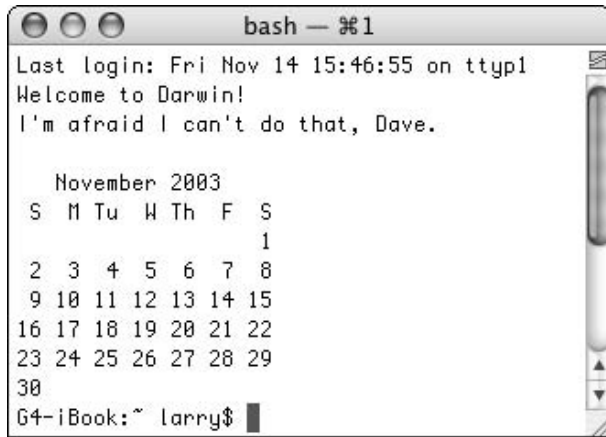 bash — ⌘1
Last login: Fri Nov 14 15:46:55 on ttyp1
Welcome to Darwin!
I'm afraid I can't do that, Dave.
November 2003
S M Tu W Th F S
1
2 3 4 5 6 7 8
9 10 11 12 13 14 15
16 17 18 19 20 21 22
23 24 25 26 27 28 29
30
G4-iBook:~ larry$